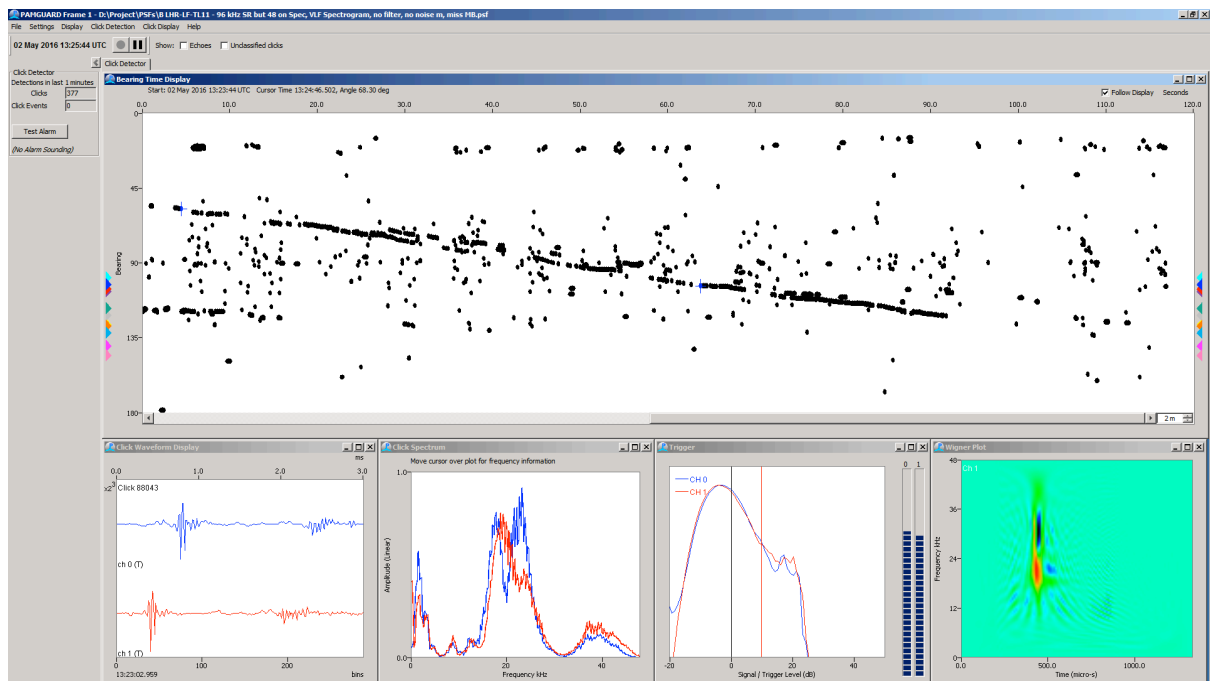 PAMGUARD Frame 1 - D:\Project\PSFs\B LHR-LF-TL11 - 96 kHz SR but 48 on Spec, VLF Spectrogram, no filter, no noise m, miss MB.psf
File Settings Display Click Detection Click Display Help
02 May 2016 13:25:44 UTC Show: Echoes Unclassified clicks
Click Detector
Click Detector
Detections in last 1 minutes
Clicks 377
Click Events 0
Test Alarm
(No Alarm Sounding)
Bearing Time Display
Start: 02 May 2016 13:23:44 UTC Cursor Time 13:24:46.502, Angle 68.30 deg
Follow Display Seconds
0.0 10.0 20.0 30.0 40.0 50.0 60.0 70.0 80.0 90.0 100.0 110.0 120.0
0
45
90
135
180
Bearing
2 m
Click Waveform Display
ms
0.0 1.0 2.0 3.0
x2³
Click 88043
ch 0 (T)
ch 1 (T)
0 100 200
13:23:02.959 bins
Click Spectrum
Move cursor over plot for frequency information
1.0
Amplitude (Linear)
0.0
0 20 40
Frequency kHz
Trigger
CH 0
CH 1
0 1
-20 0 20 40
Signal / Trigger Level (dB)
Wigner Plot
Ch 1
48
36
24
12
0
Frequency kHz
0.0 500.0 1000.0
Time (micro-s)